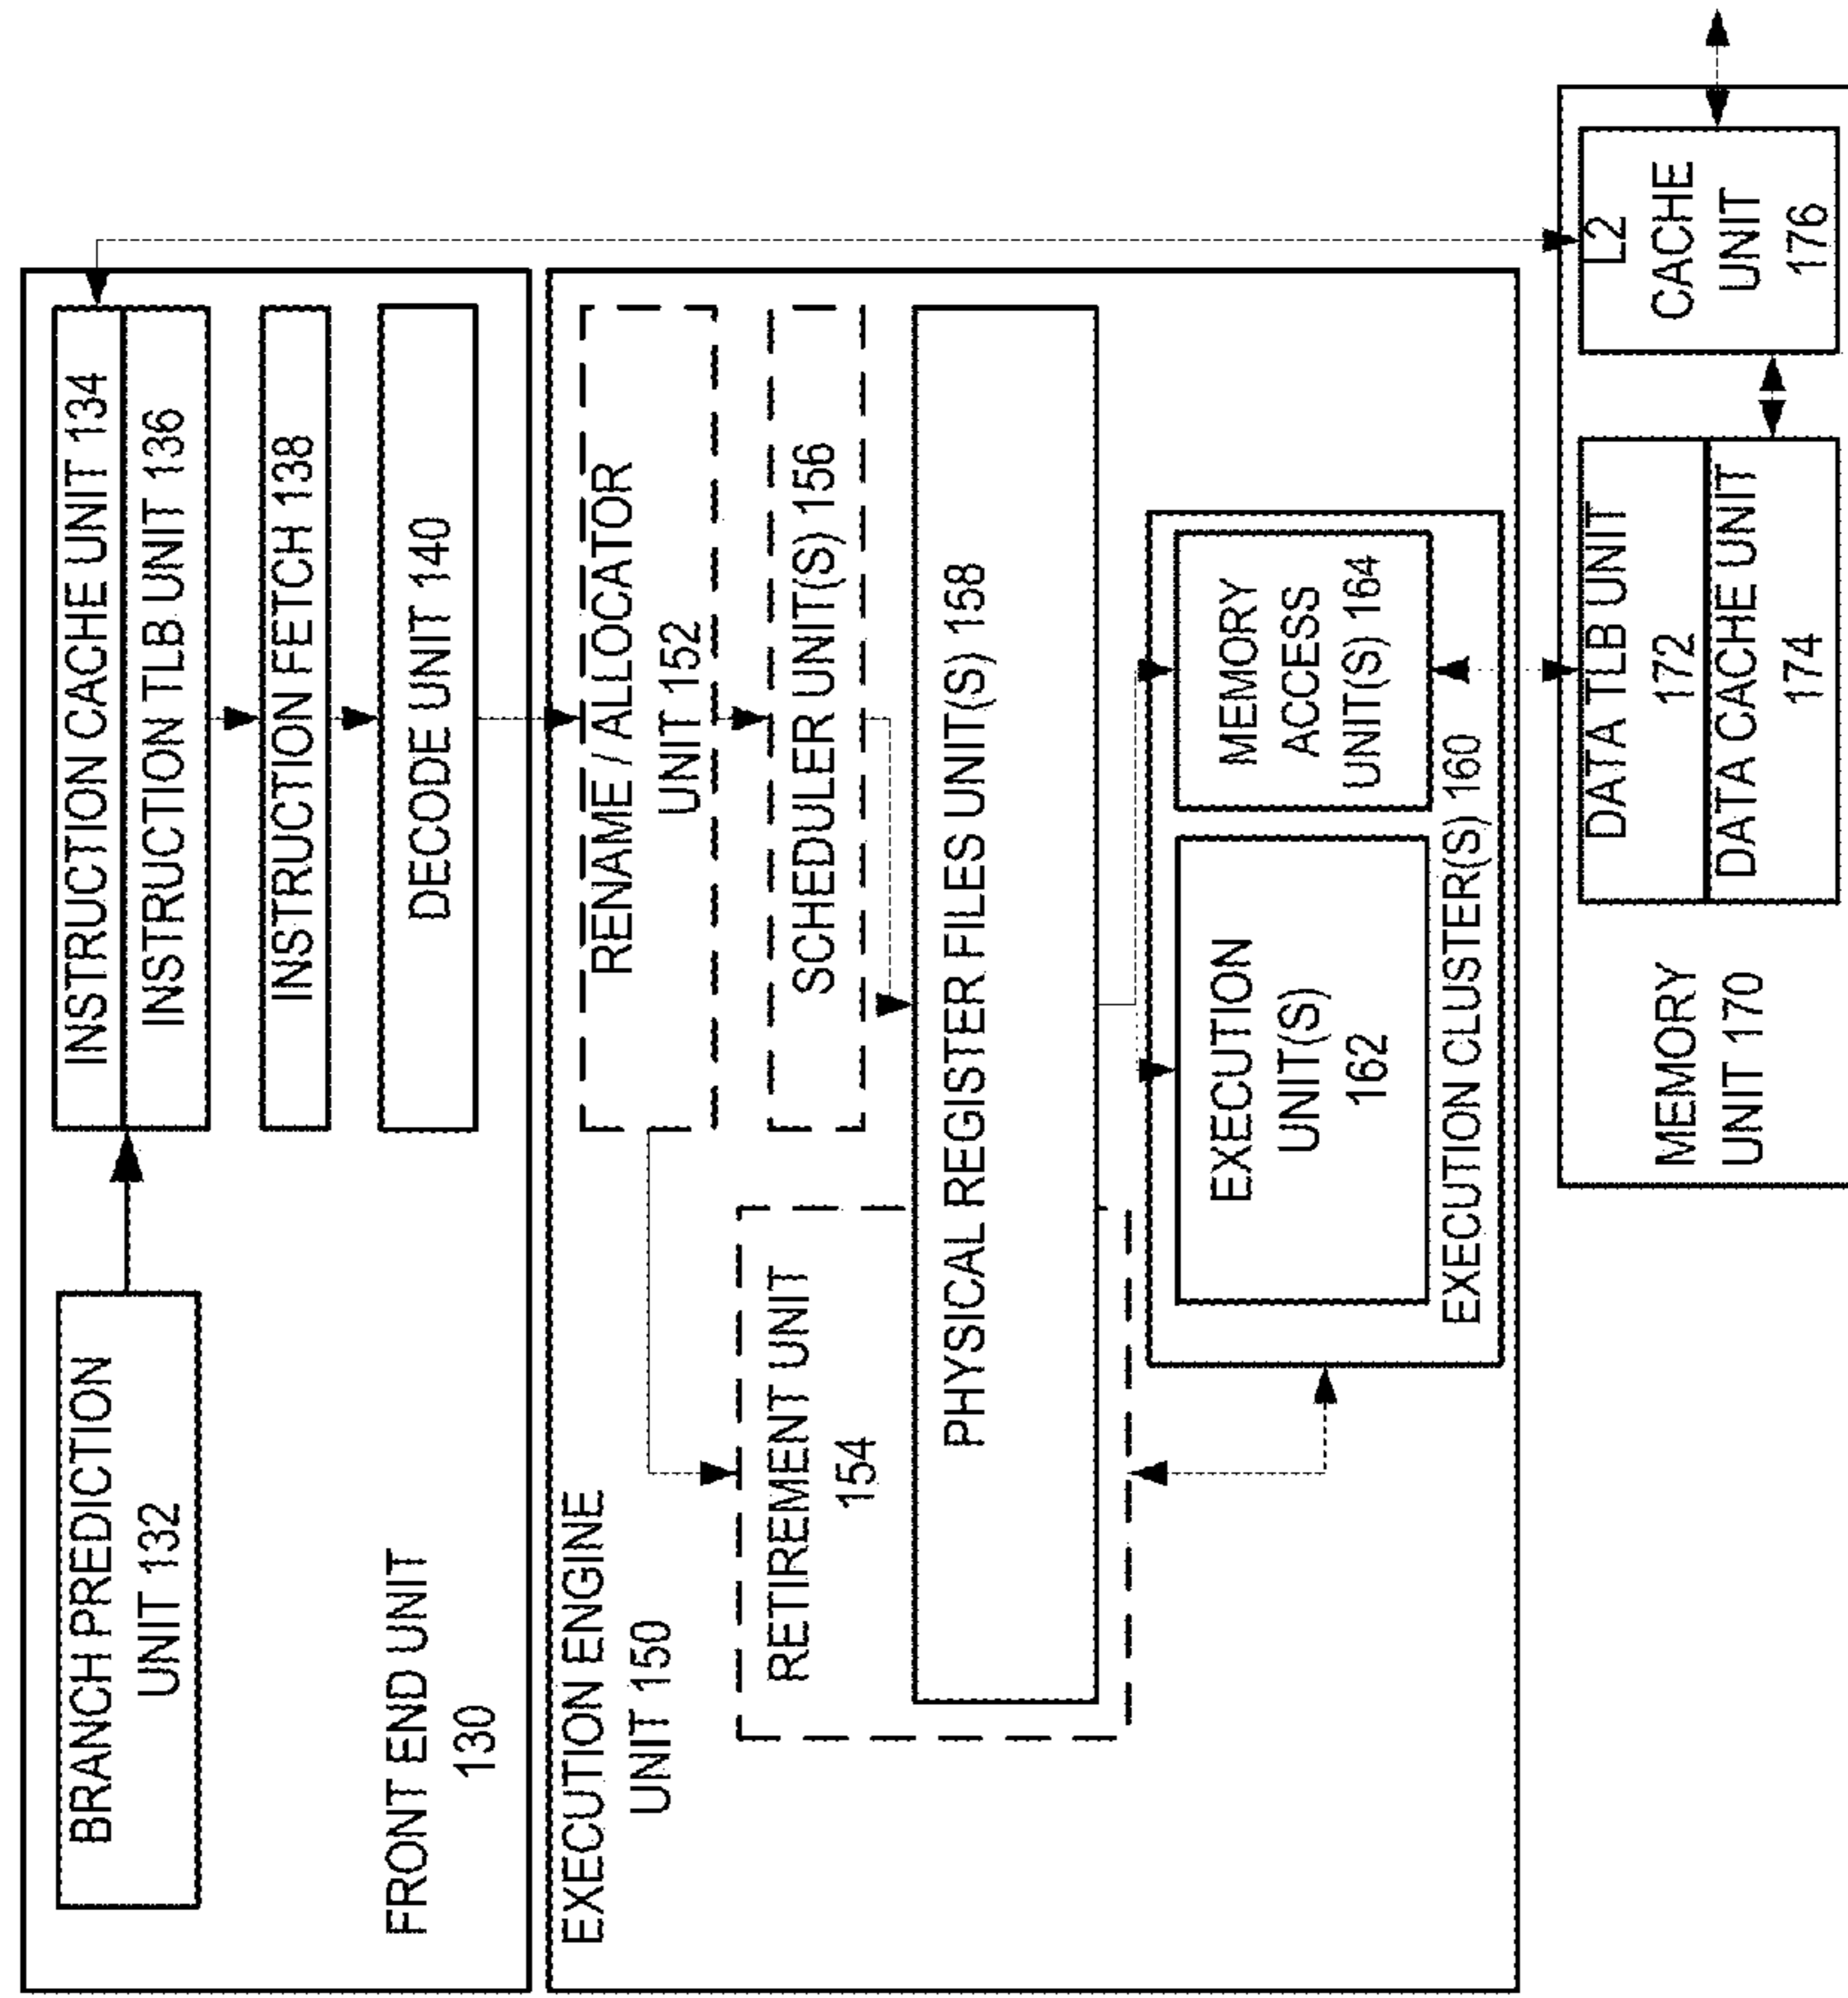 BRANCH PREDICTION
UNIT 132
INSTRUCTION CACHE UNIT 134
INSTRUCTION TLB UNIT 136
INSTRUCTION FETCH 138
FRONT END UNIT
130
DECODE UNIT 140
EXECUTION ENGINE
UNIT 150
RENAME / ALLOCATOR
UNIT 152
RETIREMENT UNIT
154
SCHEDULER UNIT(S) 156
PHYSICAL REGISTER FILES UNIT(S) 158
EXECUTION
UNIT(S)
162
MEMORY
ACCESS
UNIT(S) 164
EXECUTION CLUSTER(S) 160
MEMORY
UNIT 170
DATA TLB UNIT
172
DATA CACHE UNIT
174
L2
CACHE
UNIT
176